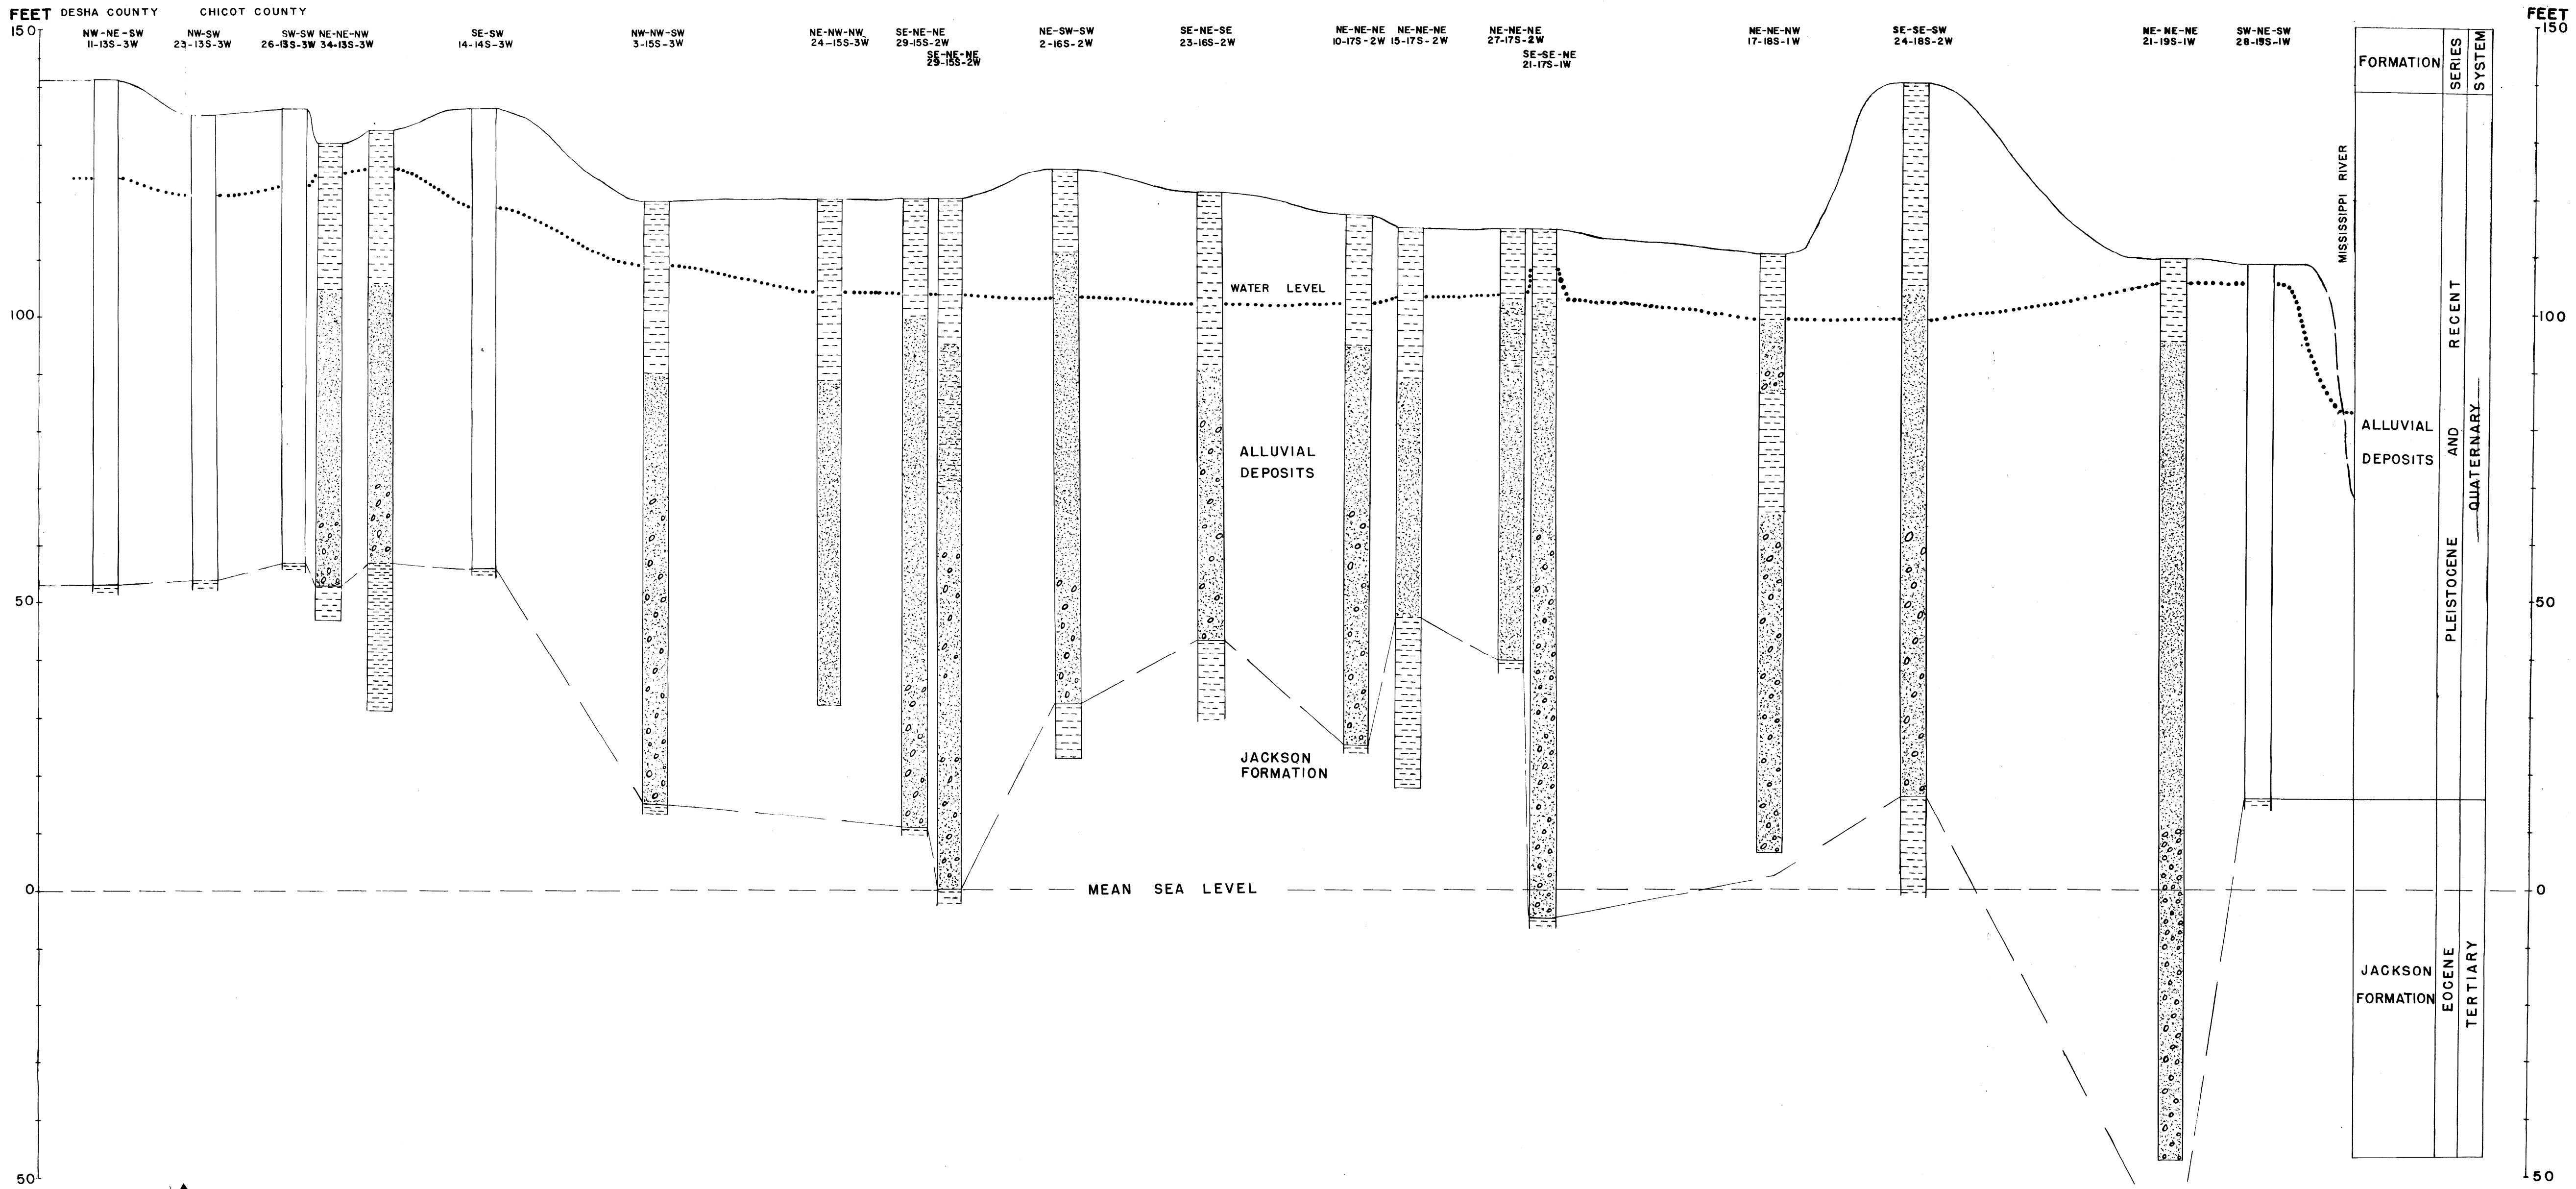 FEET DESHA COUNTY CHICOT COUNTY FEET
150 150
NW-NE-SW
11-13S-3W
NW-SW
23-13S-3W
SW-SW NE-NE-NW
26-13S-3W 34-13S-3W
SE-SW
14-14S-3W
NW-NW-SW
3-15S-3W
NE-NW-NW
24-15S-3W
SE-NE-NE
29-15S-2W
SE-NE-NE
29-15S-2W
NE-SW-SW
2-16S-2W
SE-NE-SE
23-16S-2W
NE-NE-NE NE-NE-NE
10-17S-2W 15-17S-2W
NE-NE-NE
27-17S-2W
SE-SE-NE
21-17S-1W
NE-NE-NW
17-18S-1W
SE-SE-SW
24-18S-2W
NE-NE-NE
21-19S-1W
SW-NE-SW
28-19S-1W
FORMATION
SERIES
SYSTEM
MISSISSIPPI RIVER
WATER LEVEL
100 100
ALLUVIAL
DEPOSITS
ALLUVIAL
DEPOSITS
PLEISTOCENE AND RECENT
QUATERNARY
50 50
JACKSON
FORMATION
0 MEAN SEA LEVEL 0
JACKSON
FORMATION
EOCENE
TERTIARY
50 50